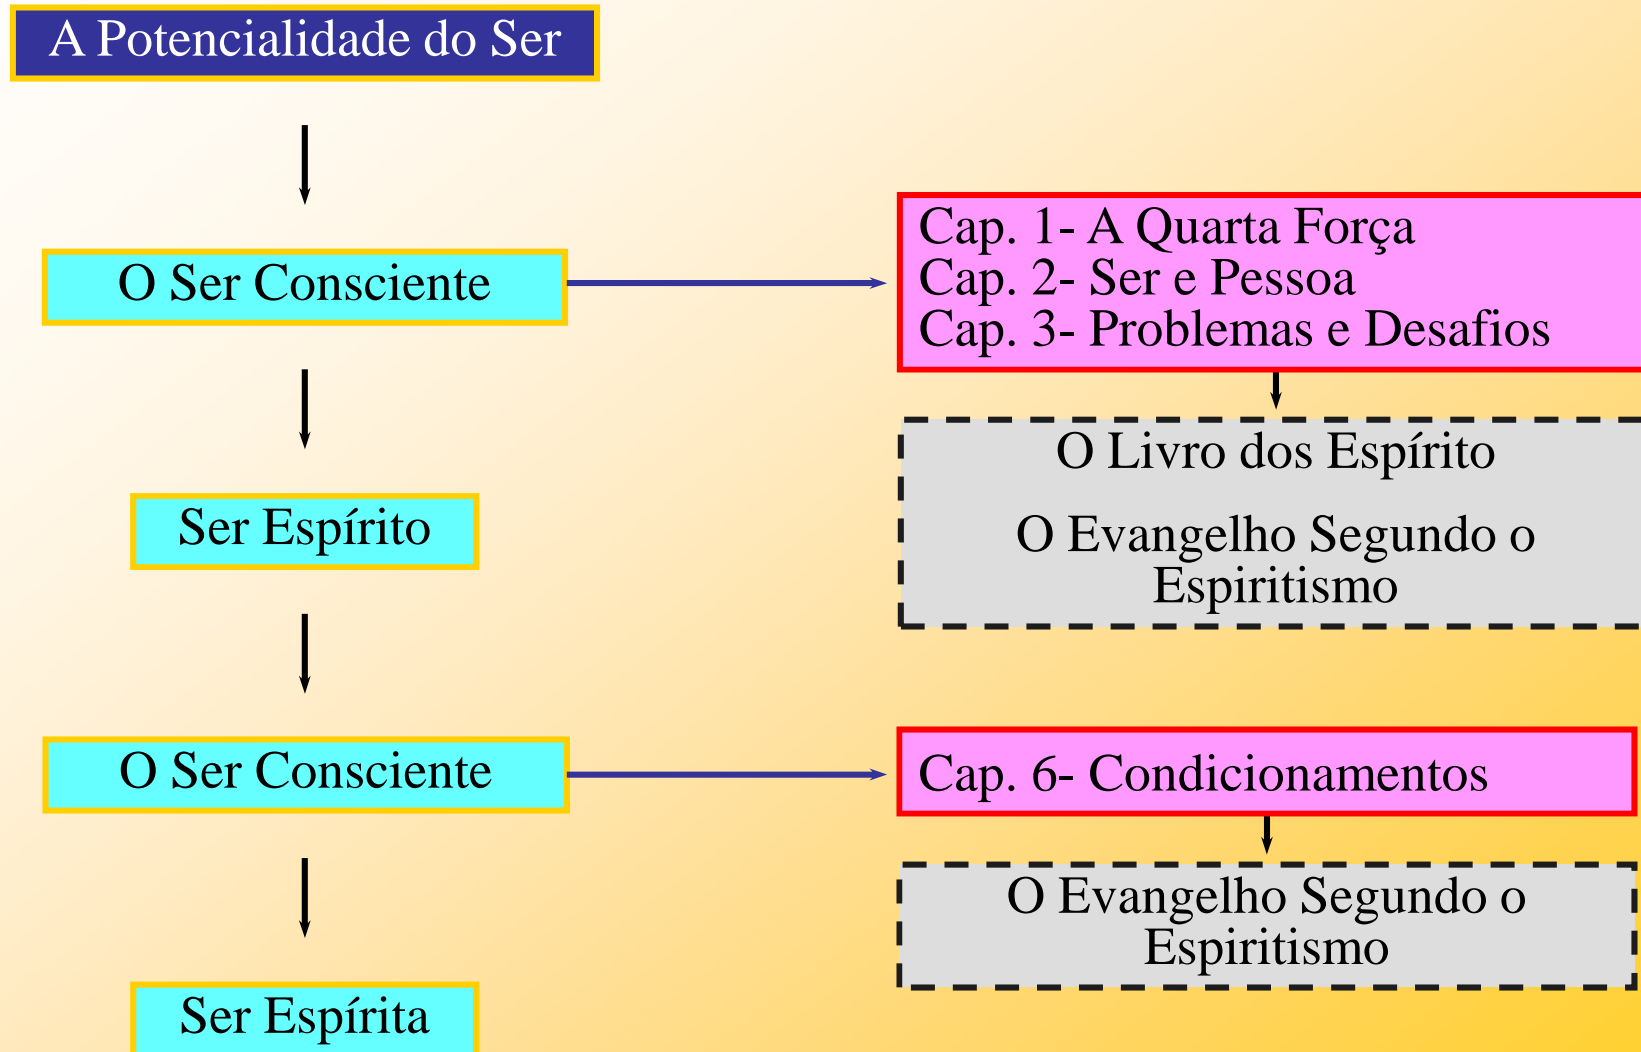 A Potencialidade do Ser
O Ser Consciente
Cap. 1- A Quarta Força
Cap. 2- Ser e Pessoa
Cap. 3- Problemas e Desafios
O Livro dos Espírito
O Evangelho Segundo o
Espiritismo
Ser Espírito
O Ser Consciente
Cap. 6- Condicionamentos
O Evangelho Segundo o
Espiritismo
Ser Espírita